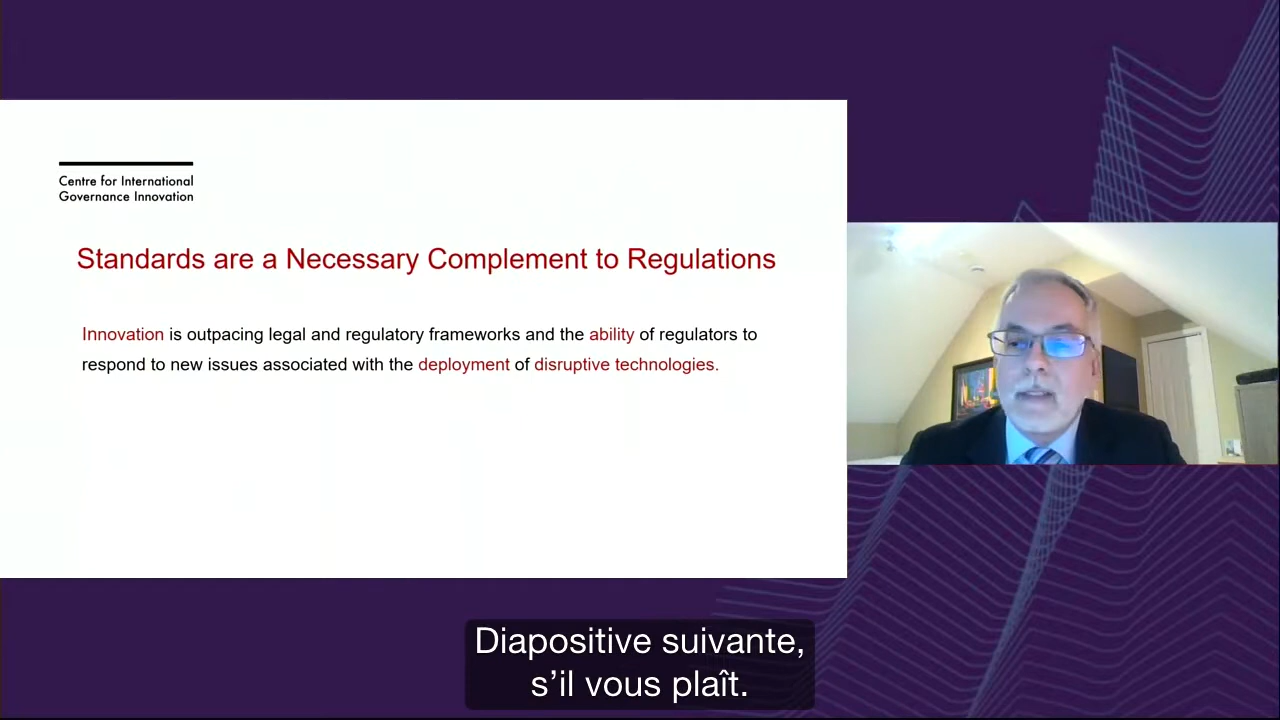 Centre for International
Governance Innovation
Standards are a Necessary Complement to Regulations
Innovation is outpacing legal and regulatory frameworks and the ability of regulators to
respond to new issues associated with the deployment of disruptive technologies.
Diapositive suivante,
s’il vous plaît.